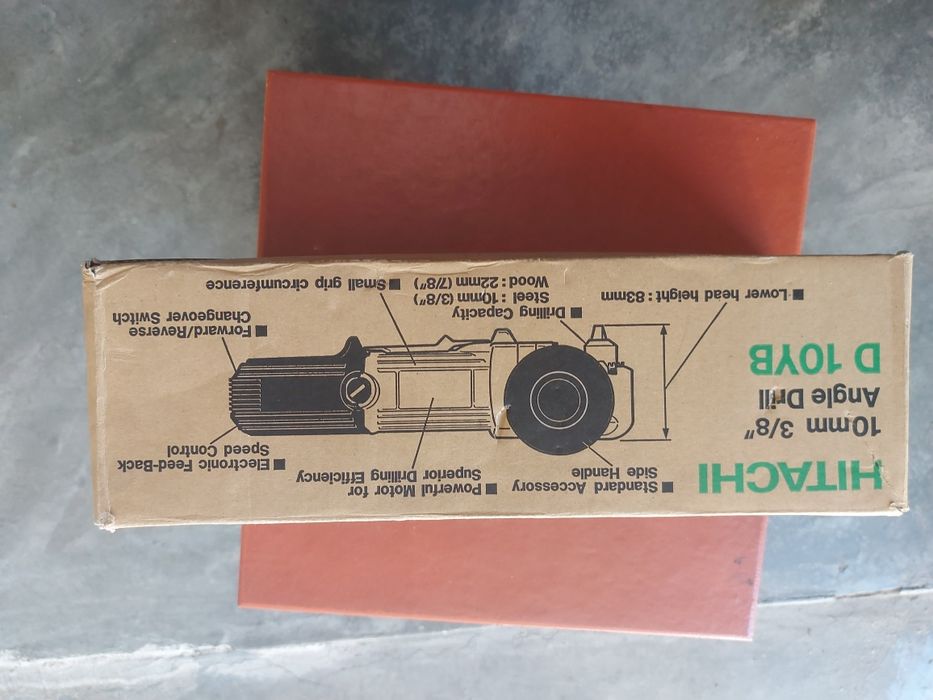 HITACHI
10mm 3/8"
Angle Drill
D 10YB
■ Standard Accessory
Side Handle
■ Powerful Motor for
Superior Drilling Efficiency
■ Electronic Feed-Back
Speed Control
■ Lower head height : 83mm
■ Drilling Capacity
Steel : 10mm (3/8")
Wood : 22mm (7/8")
■ Small grip circumference
■ Forward/Reverse
Changeover Switch